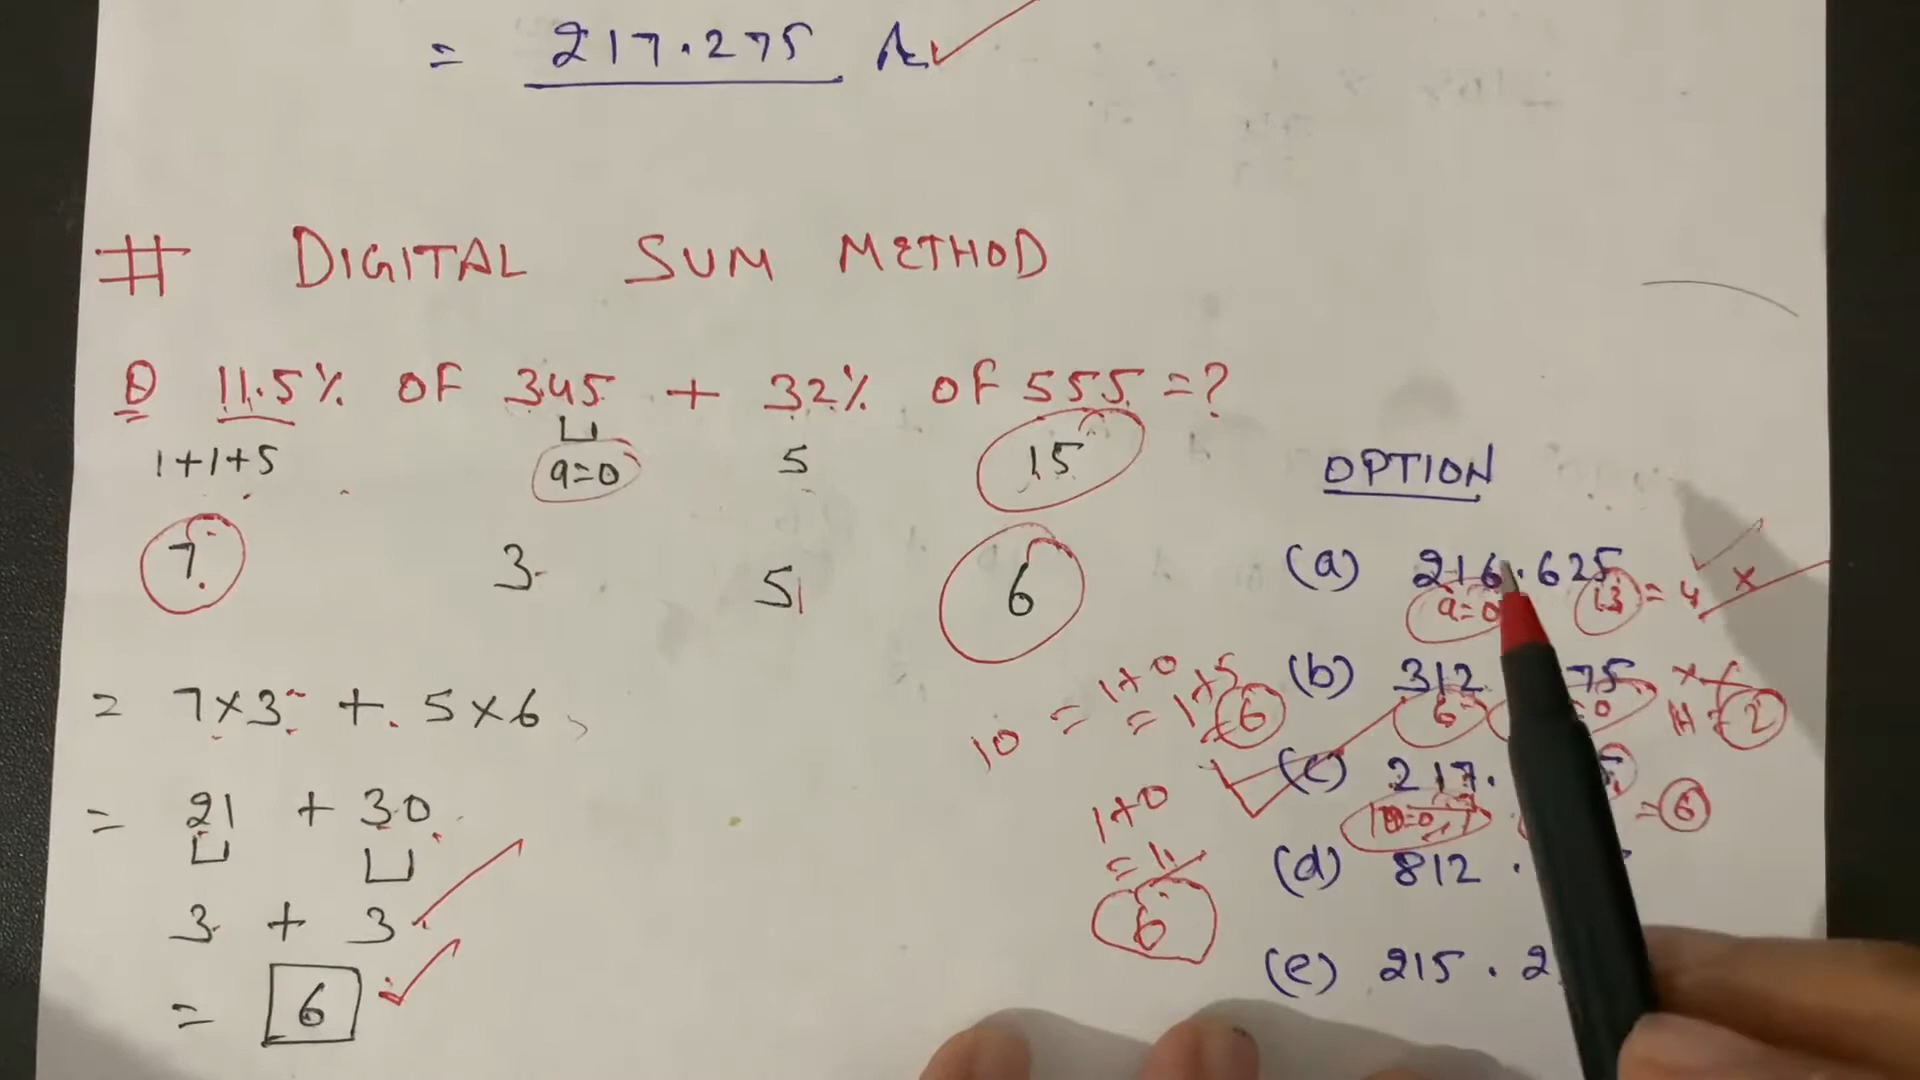 = 217.275 A
# DIGITAL SUM METHOD
Q 11.5% OF 345 + 32% OF 555 = ?
1+1+5 9=0 5 15
7 3 5 6
= 7×3 + 5×6
= 21 + 30
3 + 3
= 6
OPTION
(a) 216.625
9=0 13 = 4 ×
(b) 312 75
6 =0 11 = 2
10 = 1+0 = 1+5 = 6
(c) 217.
= 6
1+0
= 1
6
(d) 812 .
(e) 215 . 2